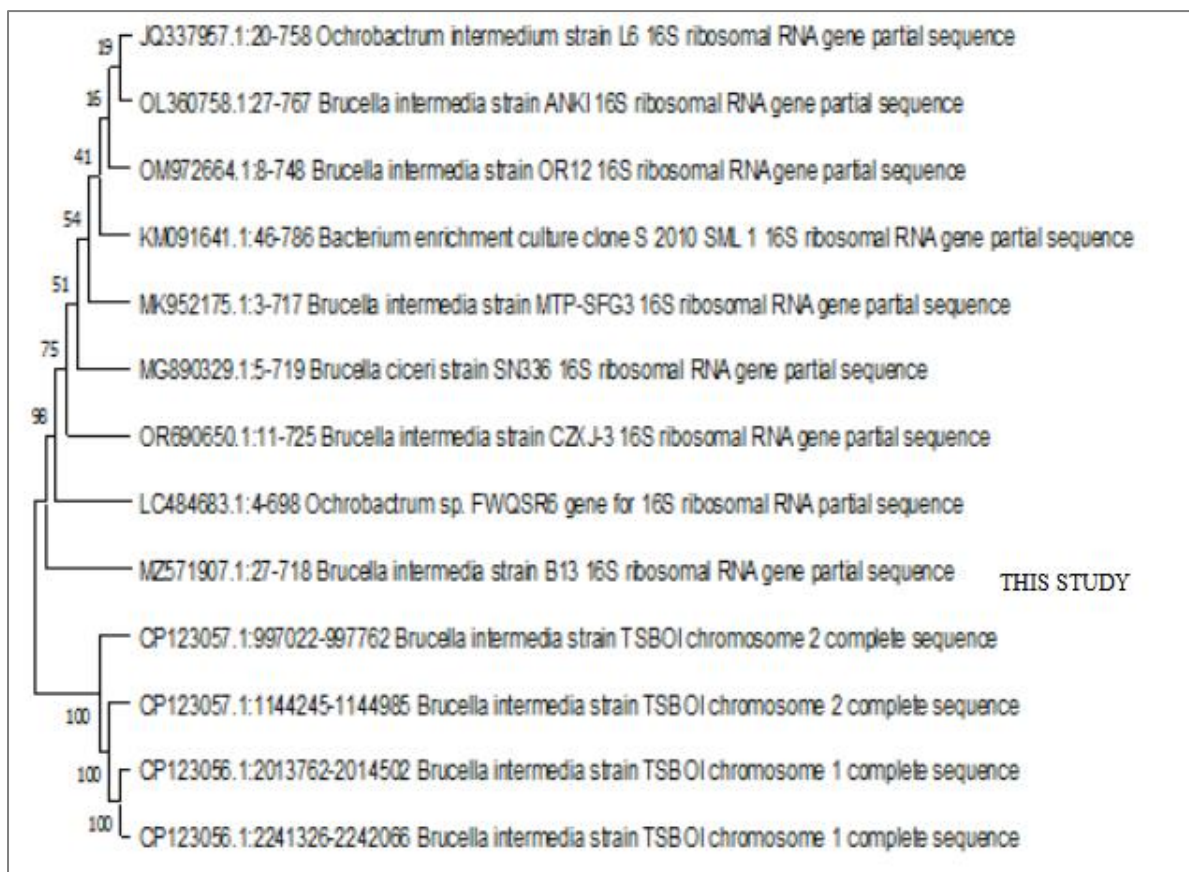 19
JQ337957.1:20-758 Ochrobactrum intermedium strain L6 16S ribosomal RNA gene partial sequence
16
OL360758.1:27-767 Brucella intermedia strain ANKI 16S ribosomal RNA gene partial sequence
41
OM972664.1:8-748 Brucella intermedia strain OR12 16S ribosomal RNA gene partial sequence
54
KM091641.1:46-786 Bacterium enrichment culture clone S 2010 SML 1 16S ribosomal RNA gene partial sequence
51
MK952175.1:3-717 Brucella intermedia strain MTP-SFG3 16S ribosomal RNA gene partial sequence
75
MG890329.1:5-719 Brucella ciceri strain SN336 16S ribosomal RNA gene partial sequence
98
OR690650.1:11-725 Brucella intermedia strain CZXJ-3 16S ribosomal RNA gene partial sequence
LC484683.1:4-698 Ochrobactrum sp. FWQSR6 gene for 16S ribosomal RNA partial sequence
MZ571907.1:27-718 Brucella intermedia strain B13 16S ribosomal RNA gene partial sequence THIS STUDY
CP123057.1:997022-997762 Brucella intermedia strain TSBOI chromosome 2 complete sequence
100
CP123057.1:1144245-1144985 Brucella intermedia strain TSBOI chromosome 2 complete sequence
100
CP123056.1:2013762-2014502 Brucella intermedia strain TSBOI chromosome 1 complete sequence
100
CP123056.1:2241326-2242066 Brucella intermedia strain TSBOI chromosome 1 complete sequence